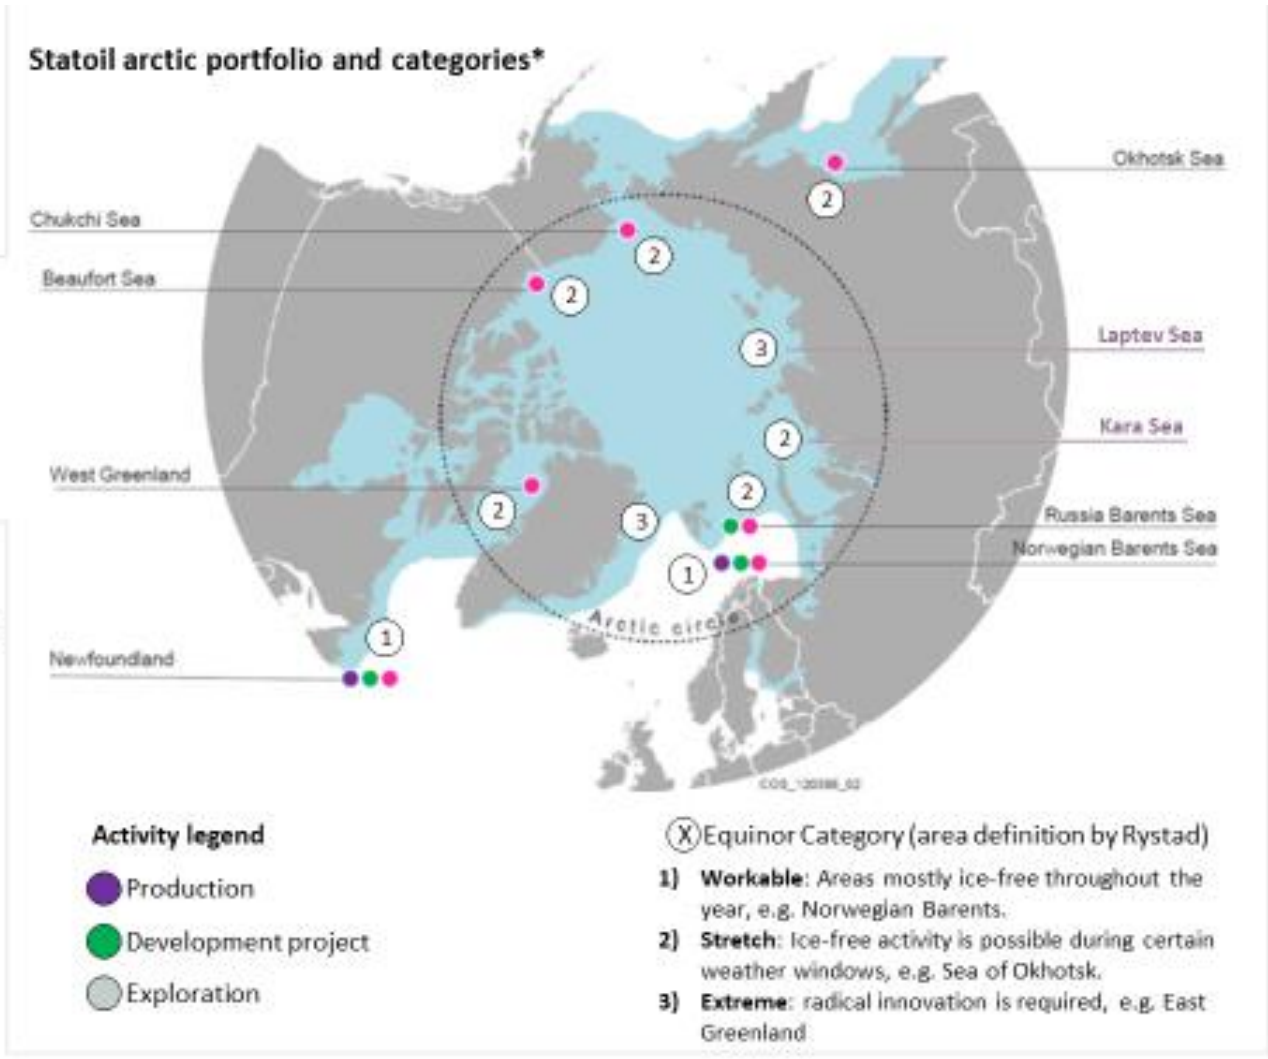 Statoil arctic portfolio and categories*
Okhotsk Sea
2
Chukchi Sea
2
Beaufort Sea
2
Laptev Sea
3
Kara Sea
2
West Greenland
2
3
2
Russia Barents Sea
Norwegian Barents Sea
1
Arctic circle
1
Newfoundland
Activity legend
Production
Development project
Exploration
X Equinor Category (area definition by Rystad)
1) Workable: Areas mostly ice-free throughout the
year, e.g. Norwegian Barents.
2) Stretch: Ice-free activity is possible during certain
weather windows, e.g. Sea of Okhotsk.
3) Extreme: radical innovation is required, e.g. East
Greenland